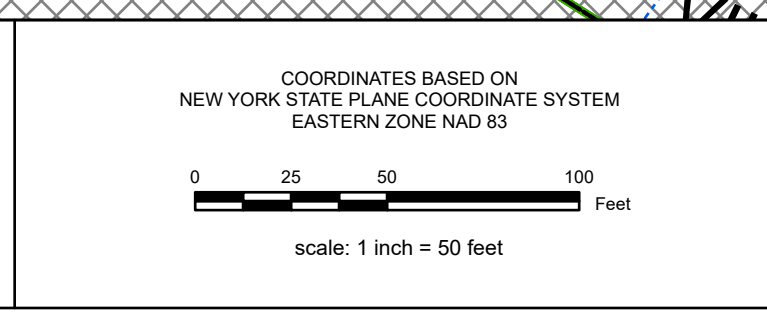 COORDINATES BASED ON
NEW YORK STATE PLANE COORDINATE SYSTEM
EASTERN ZONE NAD 83
0 25 50 100
Feet
scale: 1 inch = 50 feet